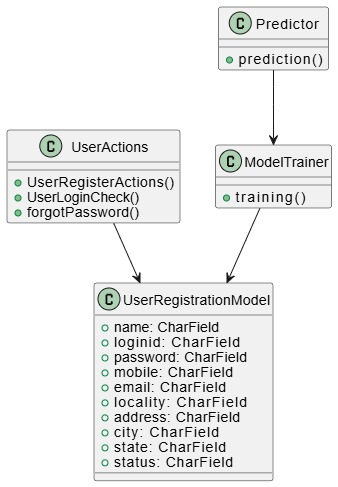 C Predictor
prediction()
C UserActions
UserRegisterActions()
UserLoginCheck()
forgotPassword()
C ModelTrainer
training()
C UserRegistrationModel
name: CharField
loginid: CharField
password: CharField
mobile: CharField
email: CharField
locality: CharField
address: CharField
city: CharField
state: CharField
status: CharField